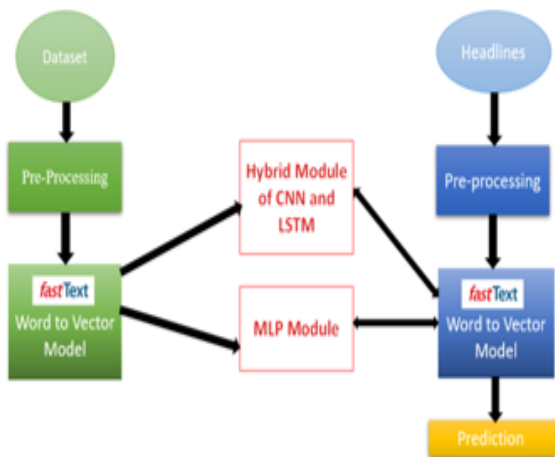 Dataset
Headlines
Pre-Processing
Hybrid Module
of CNN and
LSTM
Pre-processing
fastText
Word to Vector
Model
MLP Module
fastText
Word to Vector
Model
Prediction